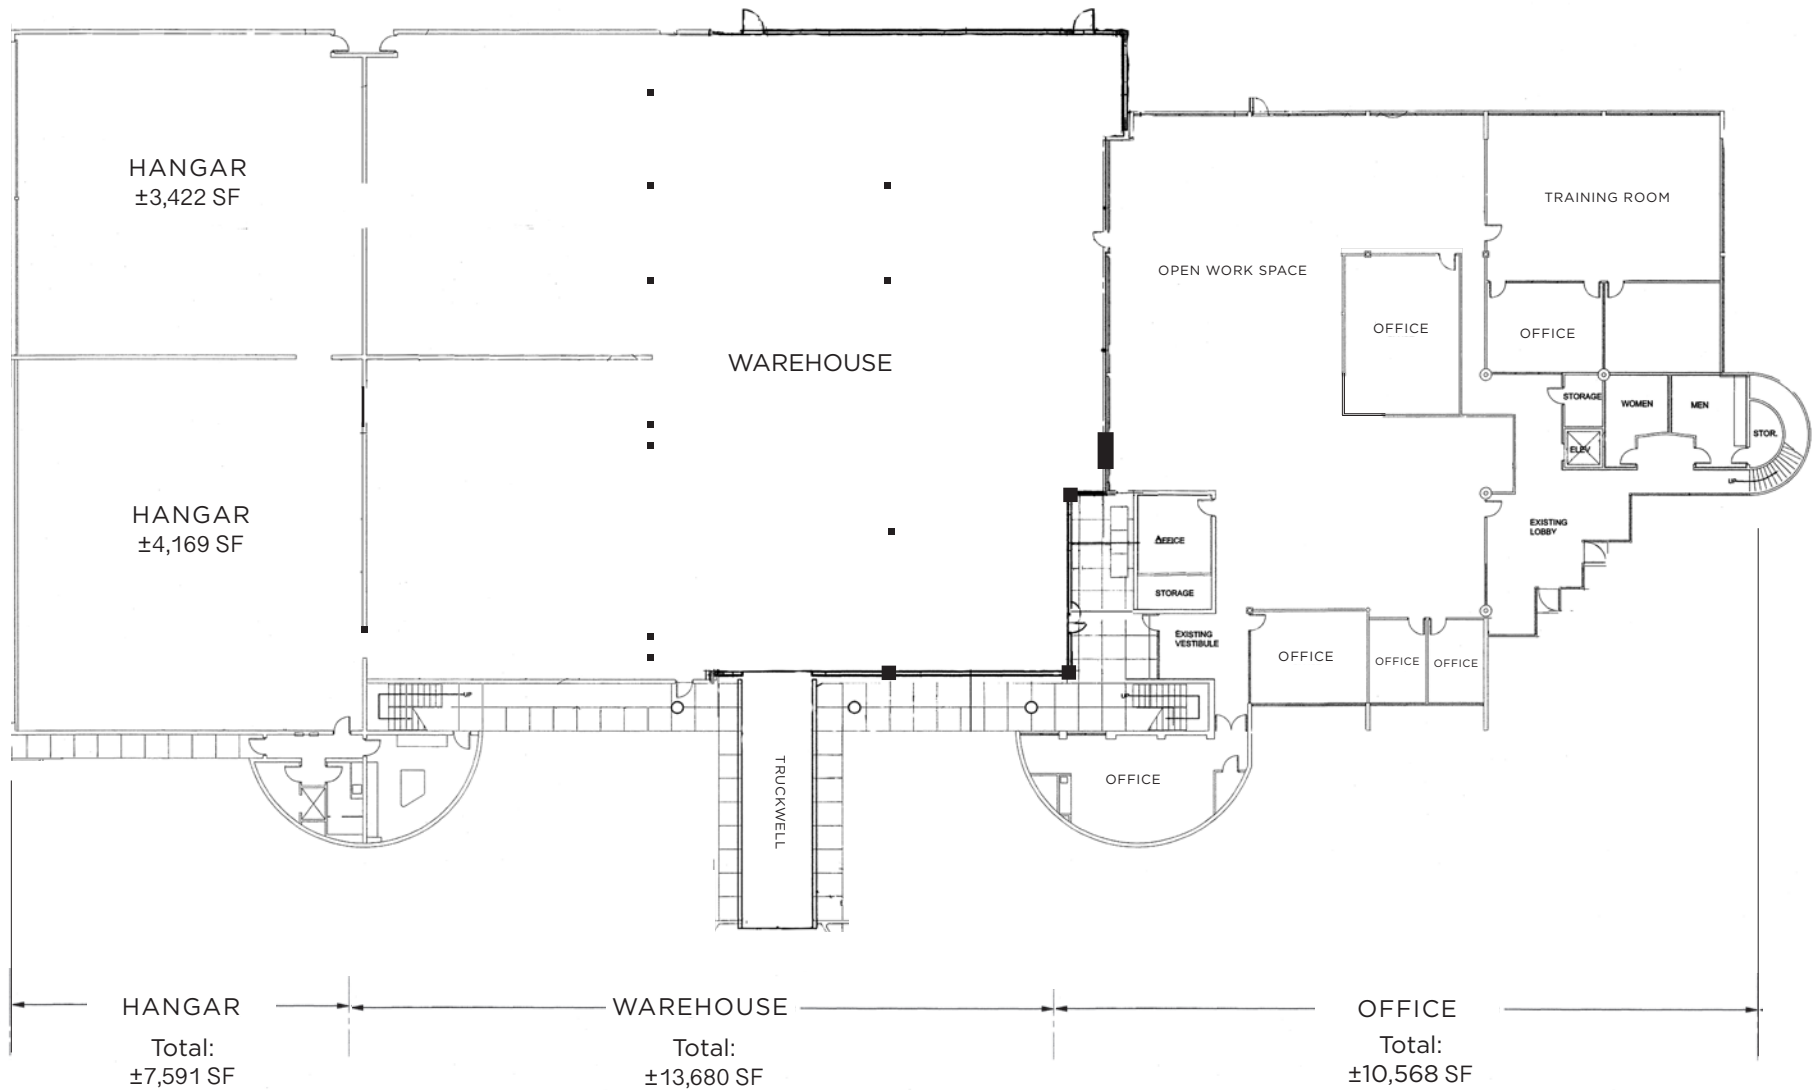 HANGAR
±3,422 SF
TRAINING ROOM
OPEN WORK SPACE
OFFICE
OFFICE
WAREHOUSE
STORAGE
WOMEN
MEN
STOR.
ELEV
UP
HANGAR
±4,169 SF
EXISTING
LOBBY
OFFICE
STORAGE
EXISTING
VESTIBULE
OFFICE
OFFICE
OFFICE
UP
UP
TRUCKWELL
OFFICE
HANGAR
Total:
±7,591 SF
WAREHOUSE
Total:
±13,680 SF
OFFICE
Total:
±10,568 SF